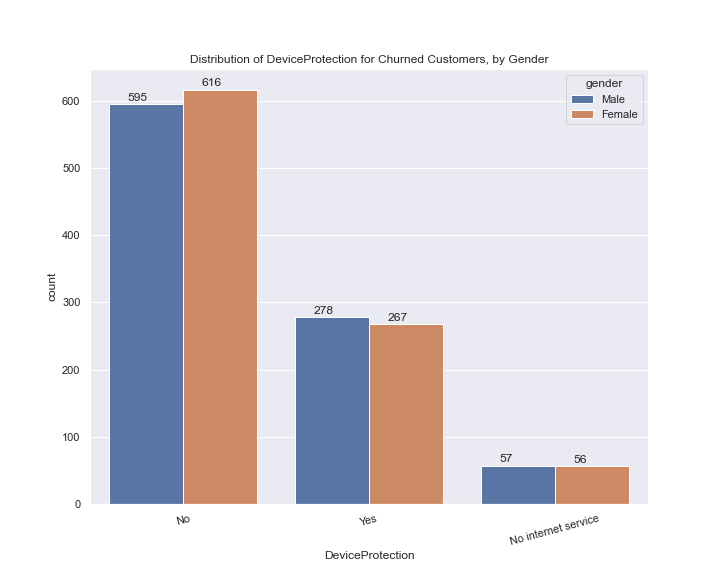 Distribution of DeviceProtection for Churned Customers, by Gender
gender
Male
Female
595
616
278
267
57
56
600
500
400
300
200
100
0
count
No
Yes
No internet service
DeviceProtection